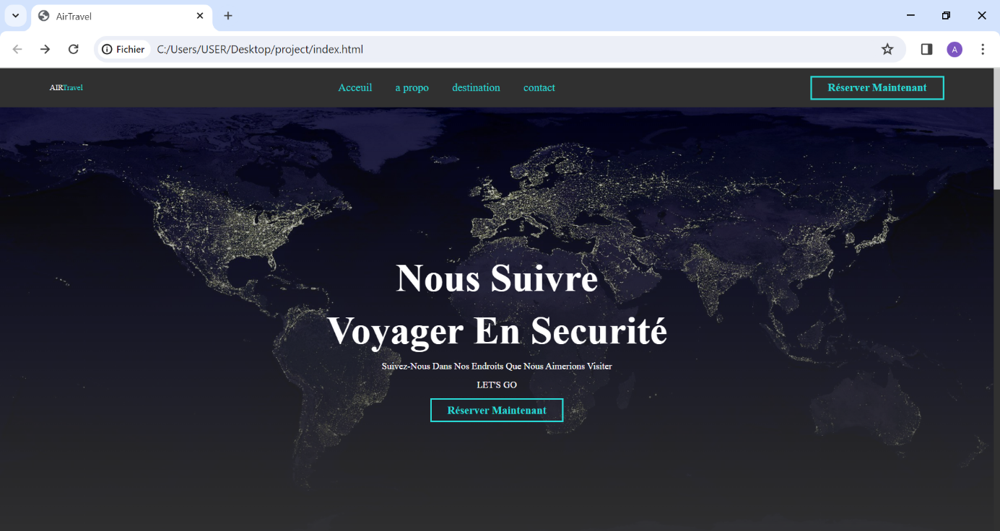 AirTravel
Fichier C:/Users/USER/Desktop/project/index.html
A
AIRTravel Acceuil a propo destination contact Réserver Maintenant
Nous Suivre
Voyager En Securité
Suivez-Nous Dans Nos Endroits Que Nous Aimerions Visiter
LET'S GO
Réserver Maintenant